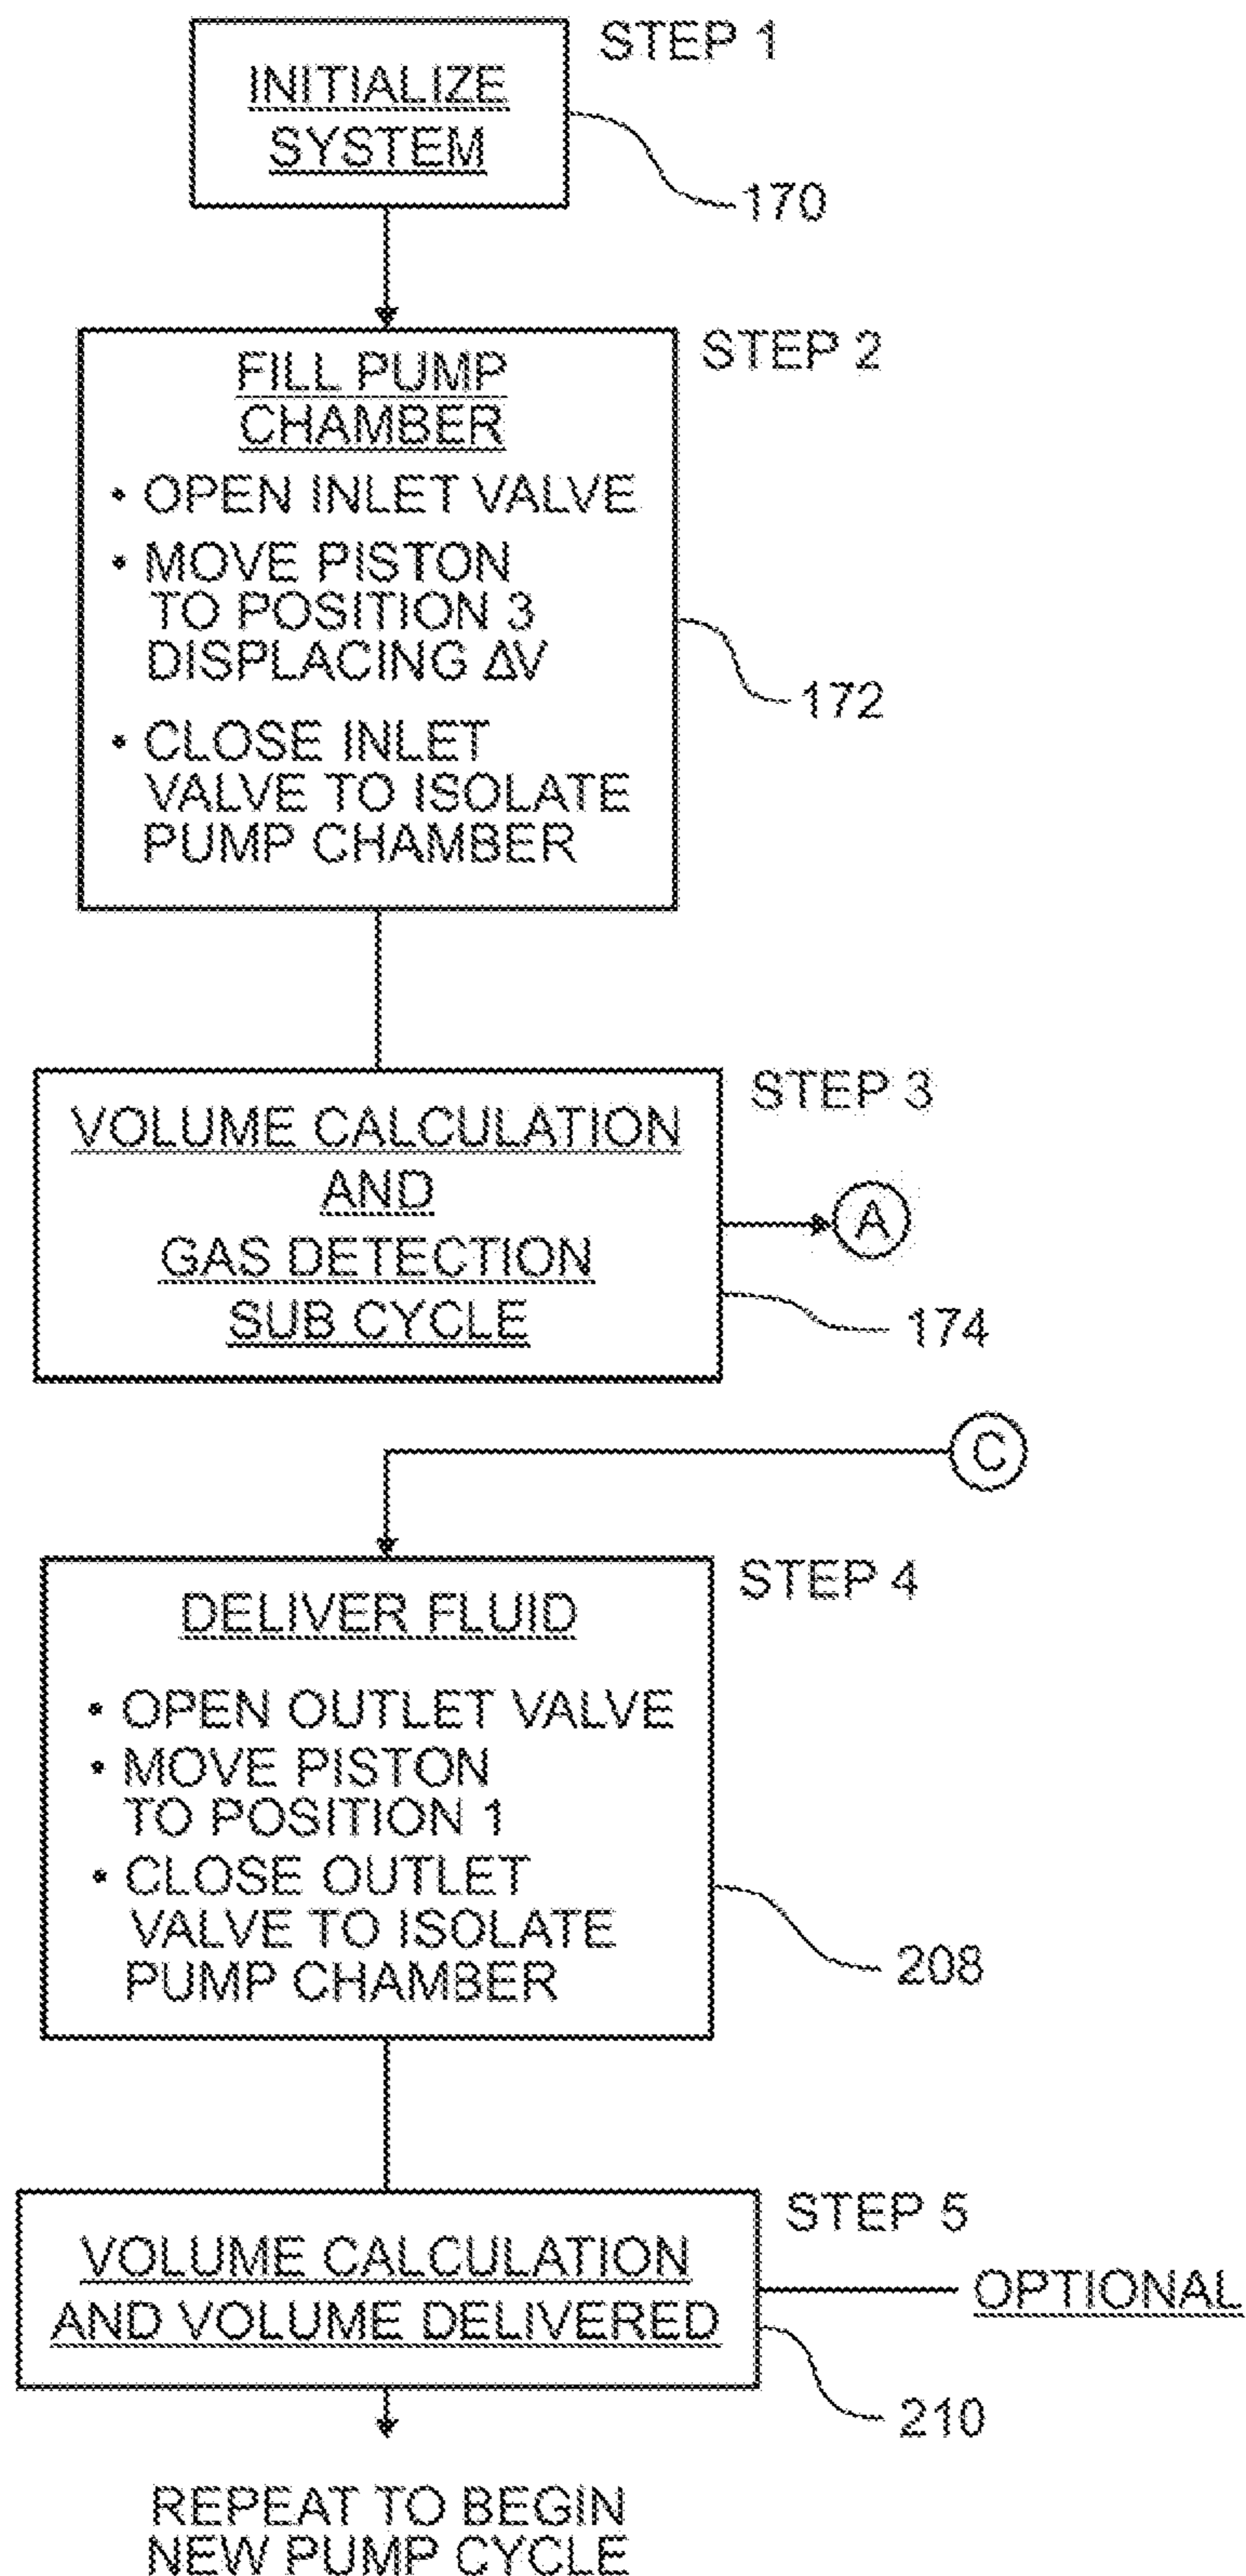 STEP 1
INITIALIZE
SYSTEM
170
STEP 2
FILL PUMP
CHAMBER
• OPEN INLET VALVE
• MOVE PISTON
TO POSITION 3
DISPLACING ΔV
172
• CLOSE INLET
VALVE TO ISOLATE
PUMP CHAMBER
STEP 3
VOLUME CALCULATION
AND
GAS DETECTION
SUB CYCLE
A
174
C
STEP 4
DELIVER FLUID
• OPEN OUTLET VALVE
• MOVE PISTON
TO POSITION 1
• CLOSE OUTLET
VALVE TO ISOLATE
PUMP CHAMBER
208
STEP 5
VOLUME CALCULATION
AND VOLUME DELIVERED
OPTIONAL
210
REPEAT TO BEGIN
NEW PUMP CYCLE